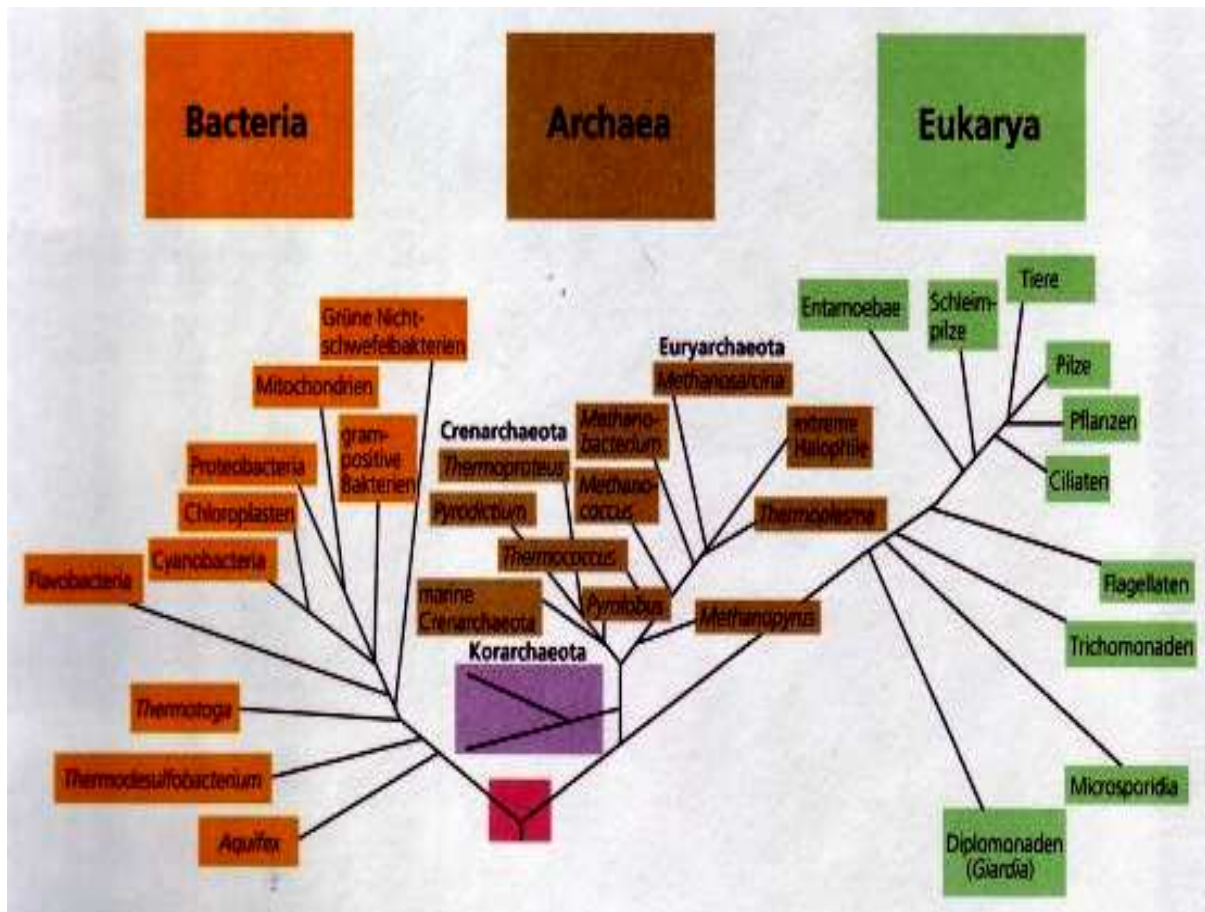 Bacteria
Archaea
Eukarya
Grüne Nicht-
schwefelbakterien
Mitochondrien
gram-
positive
Bakterien
Proteobacteria
Chloroplasten
Cyanobacteria
Flavobacteria
Thermotoga
Thermodesulfobacterium
Aquifex
Crenarchaeota
Thermoproteus
Pyrodictium
Thermococcus
marine
Crenarchaeota
Korarchaeota
Euryarchaeota
Methanosarcina
Methano-
bacterium
Methano-
coccus
extreme
Halophile
Thermoplasme
Pyrolobus
Methanopyrus
Entamoebae
Schleim-
pilze
Tiere
Pilze
Pflanzen
Ciliaten
Flagellaten
Trichomonaden
Microsporidia
Diplomonaden
(Giardia)